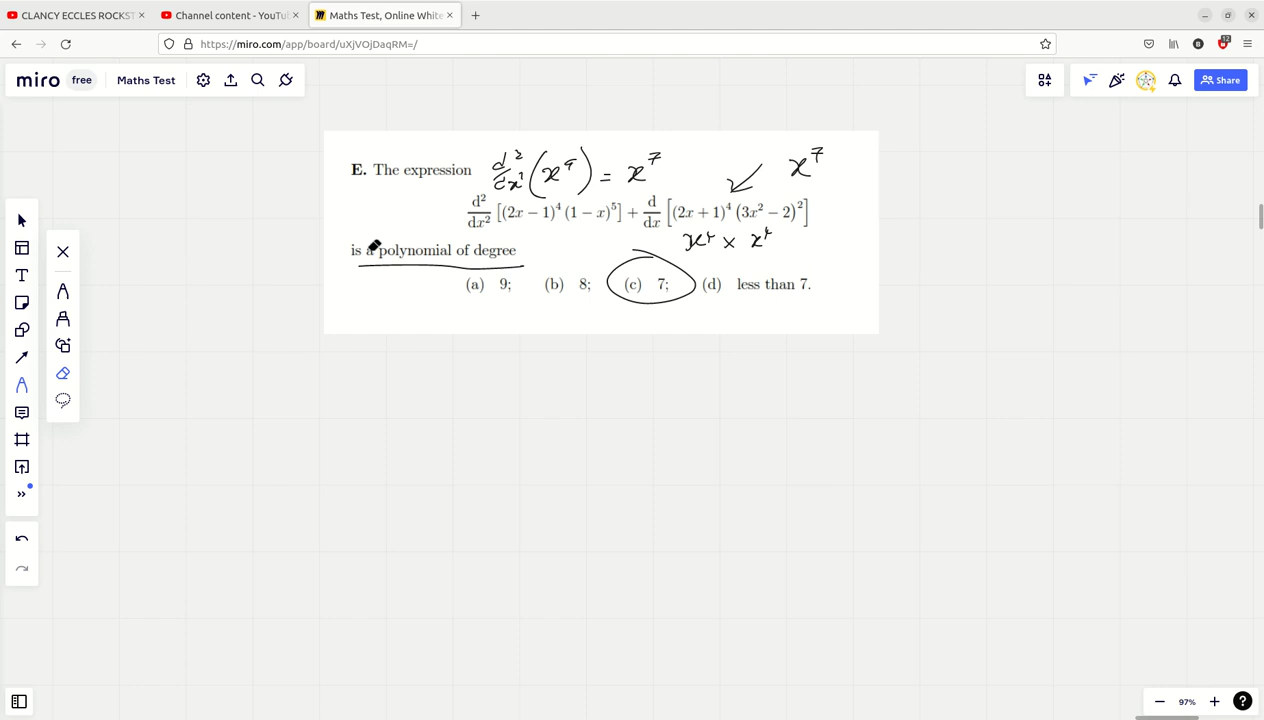 CLANCY ECCLES ROCKST
Channel content - YouTu
Maths Test, Online White
https://miro.com/app/board/uXjVOjDaqRM=/
12
miro free Maths Test
Share
E. The expression d²/dx² (x⁹) = x⁷ x⁷
d²/dx² [(2x − 1)⁴ (1 − x)⁵] + d/dx [(2x + 1)⁴ (3x² − 2)²]
x⁴ × x⁴
is a polynomial of degree
(a) 9; (b) 8; (c) 7; (d) less than 7.
97%